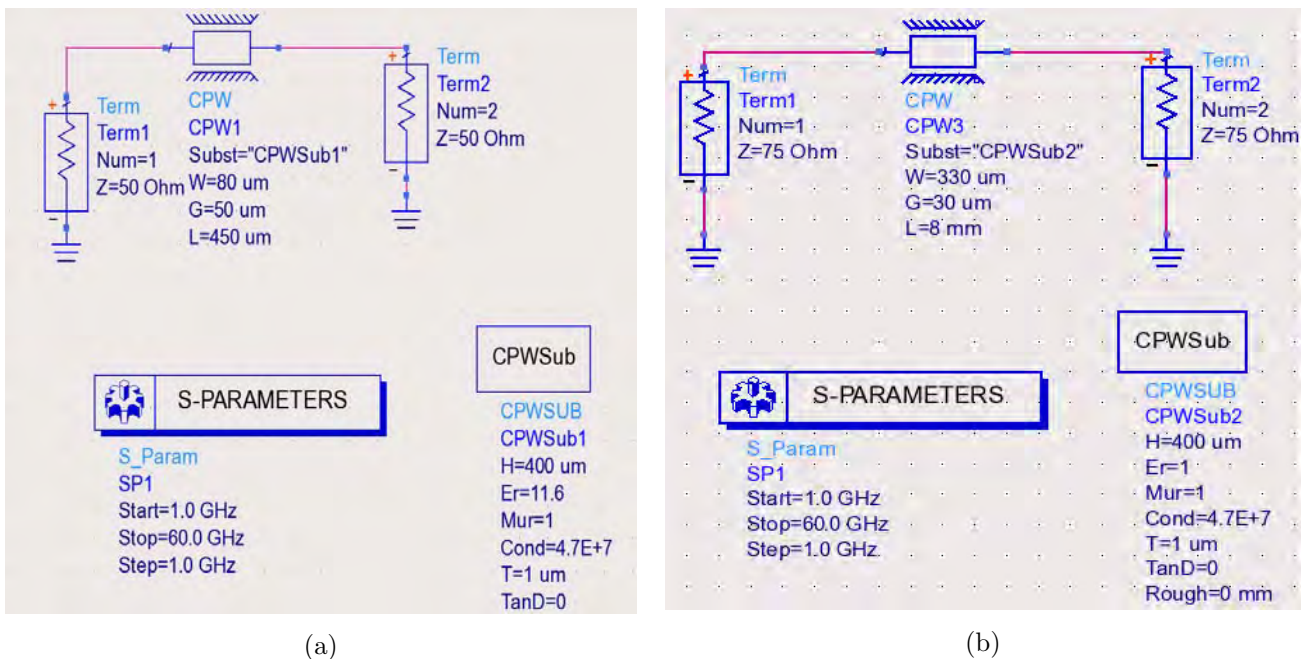 +
Term
Term1
Num=1
Z=50 Ohm
-
CPW
CPW1
Subst="CPWSub1"
W=80 um
G=50 um
L=450 um
+
Term
Term2
Num=2
Z=50 Ohm
-
S-PARAMETERS
S_Param
SP1
Start=1.0 GHz
Stop=60.0 GHz
Step=1.0 GHz
CPWSub
CPWSUB
CPWSub1
H=400 um
Er=11.6
Mur=1
Cond=4.7E+7
T=1 um
TanD=0
(a)
+
Term
Term1
Num=1
Z=75 Ohm
-
CPW
CPW3
Subst="CPWSub2"
W=330 um
G=30 um
L=8 mm
+
Term
Term2
Num=2
Z=75 Ohm
-
S-PARAMETERS
S_Param
SP1
Start=1.0 GHz
Stop=60.0 GHz
Step=1.0 GHz
CPWSub
CPWSUB
CPWSub2
H=400 um
Er=1
Mur=1
Cond=4.7E+7
T=1 um
TanD=0
Rough=0 mm
(b)